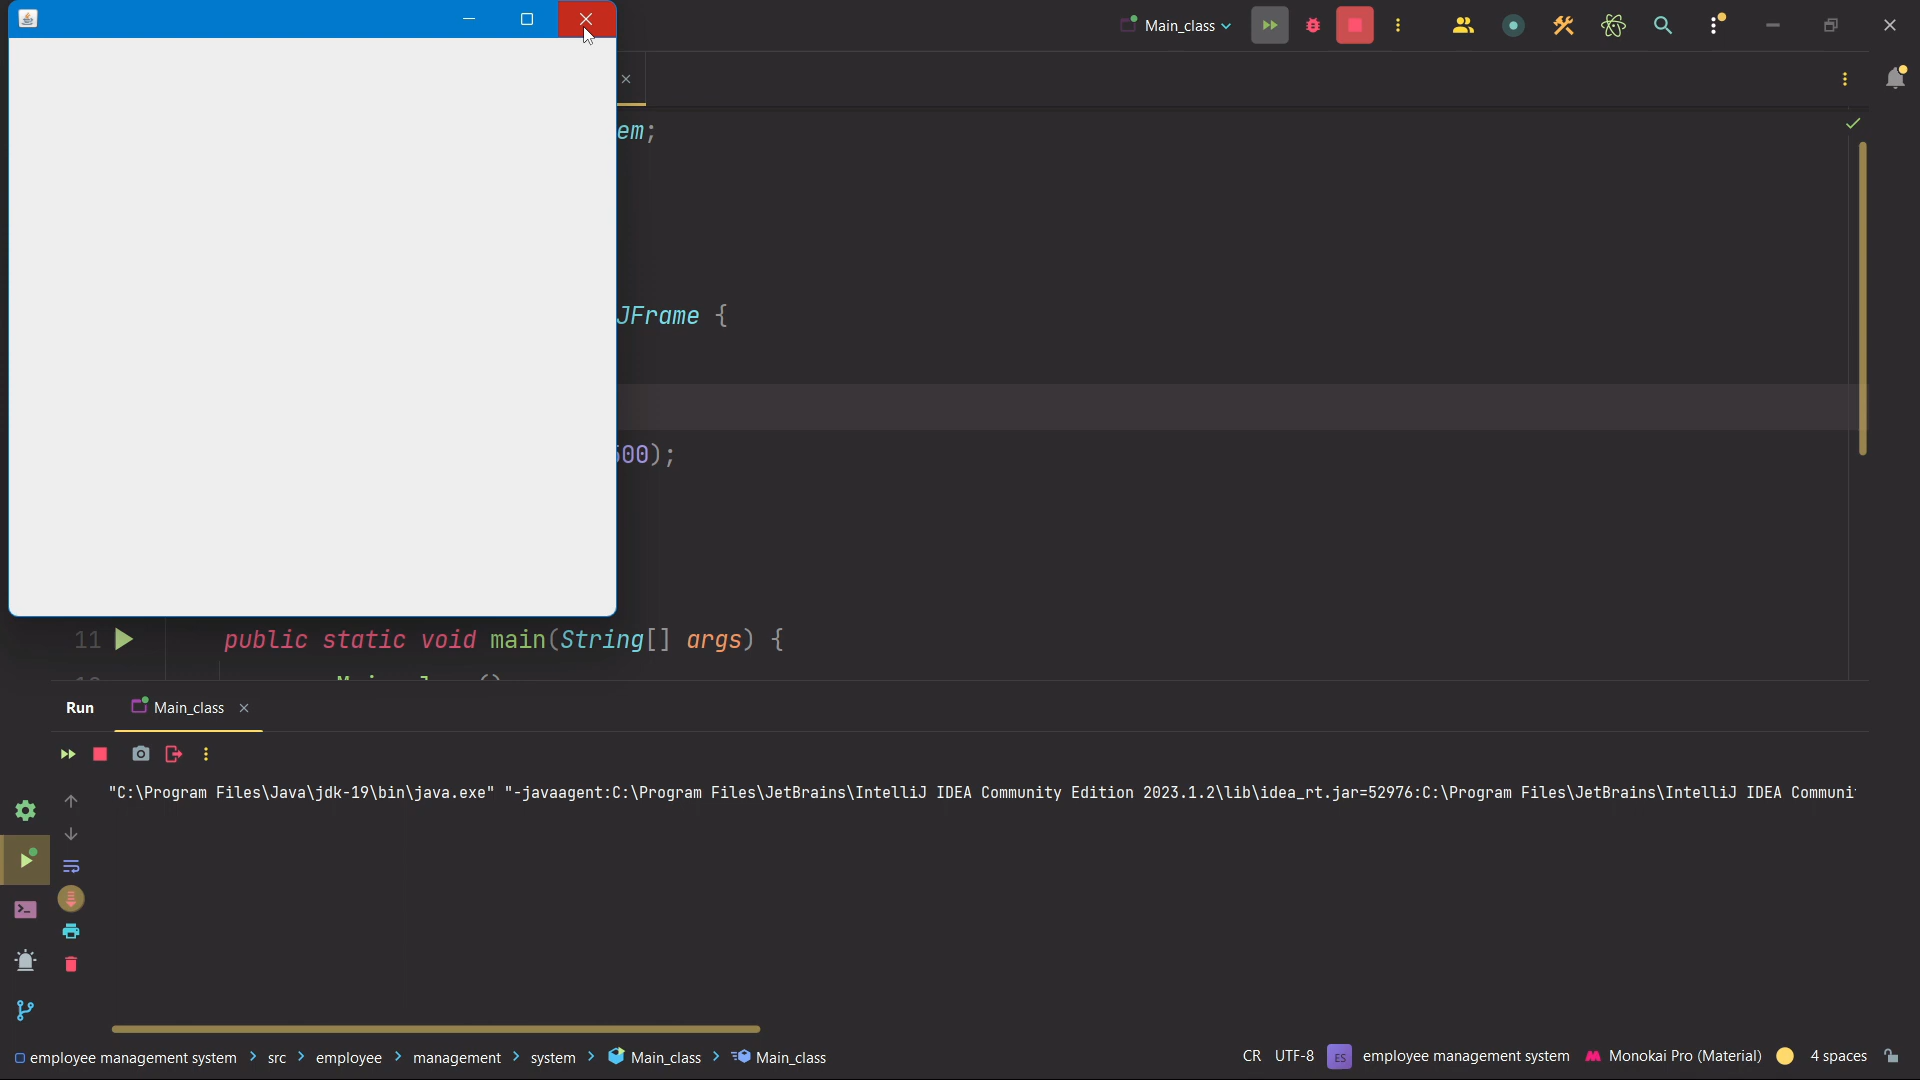 Main_class
em;
JFrame {
500);
11 public static void main(String[] args) {
Run Main_class
"C:\Program Files\Java\jdk-19\bin\java.exe" "-javaagent:C:\Program Files\JetBrains\IntelliJ IDEA Community Edition 2023.1.2\lib\idea_rt.jar=52976:C:\Program Files\JetBrains\IntelliJ IDEA Communi
employee management system > src > employee > management > system > Main_class > Main_class
CR UTF-8 ES employee management system Monokai Pro (Material) 4 spaces